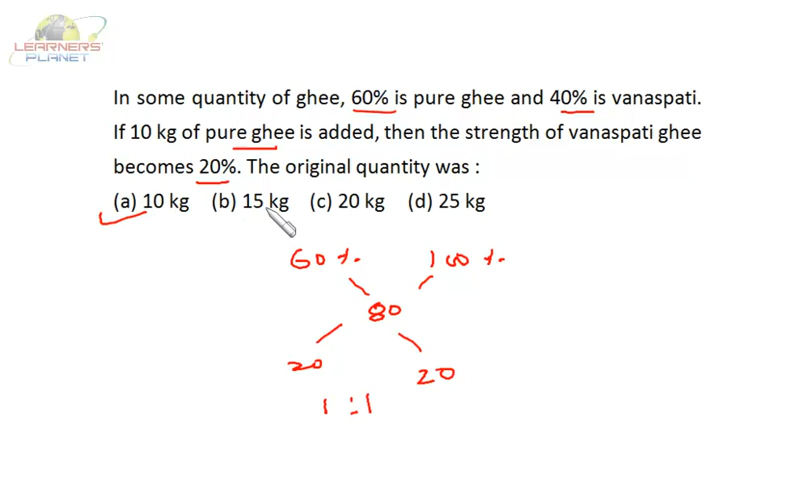 LEARNERS'
PLANET
In some quantity of ghee, 60% is pure ghee and 40% is vanaspati.
If 10 kg of pure ghee is added, then the strength of vanaspati ghee
becomes 20%. The original quantity was :
(a) 10 kg (b) 15 kg (c) 20 kg (d) 25 kg
60 % 100 %
80
20 20
1 : 1